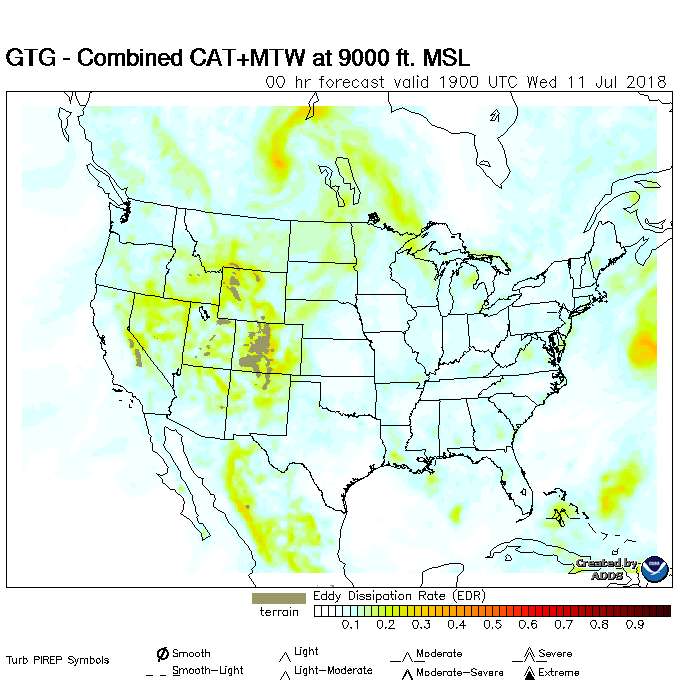 GTG - Combined CAT+MTW at 9000 ft. MSL
00 hr forecast valid 1900 UTC Wed 11 Jul 2018
Created by
ADDS
Eddy Dissipation Rate (EDR)
terrain
0.1 0.2 0.3 0.4 0.5 0.6 0.7 0.8 0.9
Turb PIREP Symbols
Smooth Light Moderate Severe
Smooth-Light Light-Moderate Moderate-Severe Extreme